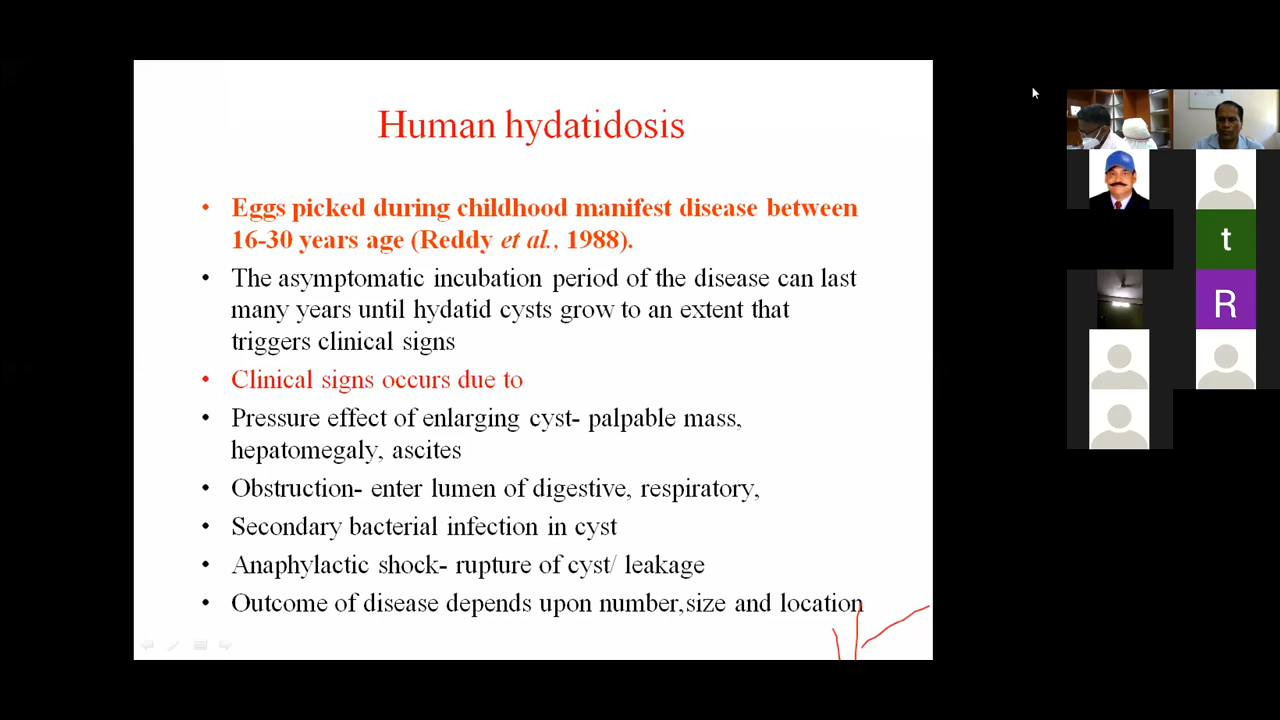 Human hydatidosis
• Eggs picked during childhood manifest disease between
16-30 years age (Reddy et al., 1988).
• The asymptomatic incubation period of the disease can last
many years until hydatid cysts grow to an extent that
triggers clinical signs
• Clinical signs occurs due to
• Pressure effect of enlarging cyst- palpable mass,
hepatomegaly, ascites
• Obstruction- enter lumen of digestive, respiratory,
• Secondary bacterial infection in cyst
• Anaphylactic shock- rupture of cyst/ leakage
• Outcome of disease depends upon number,size and location
t
R